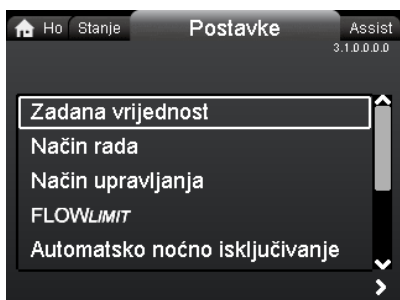 Ho Stanje Postavke Assist
3.1.0.0.0.0
Zadana vrijednost
Način rada
Način upravljanja
FLOWLIMIT
Automatsko noćno isključivanje